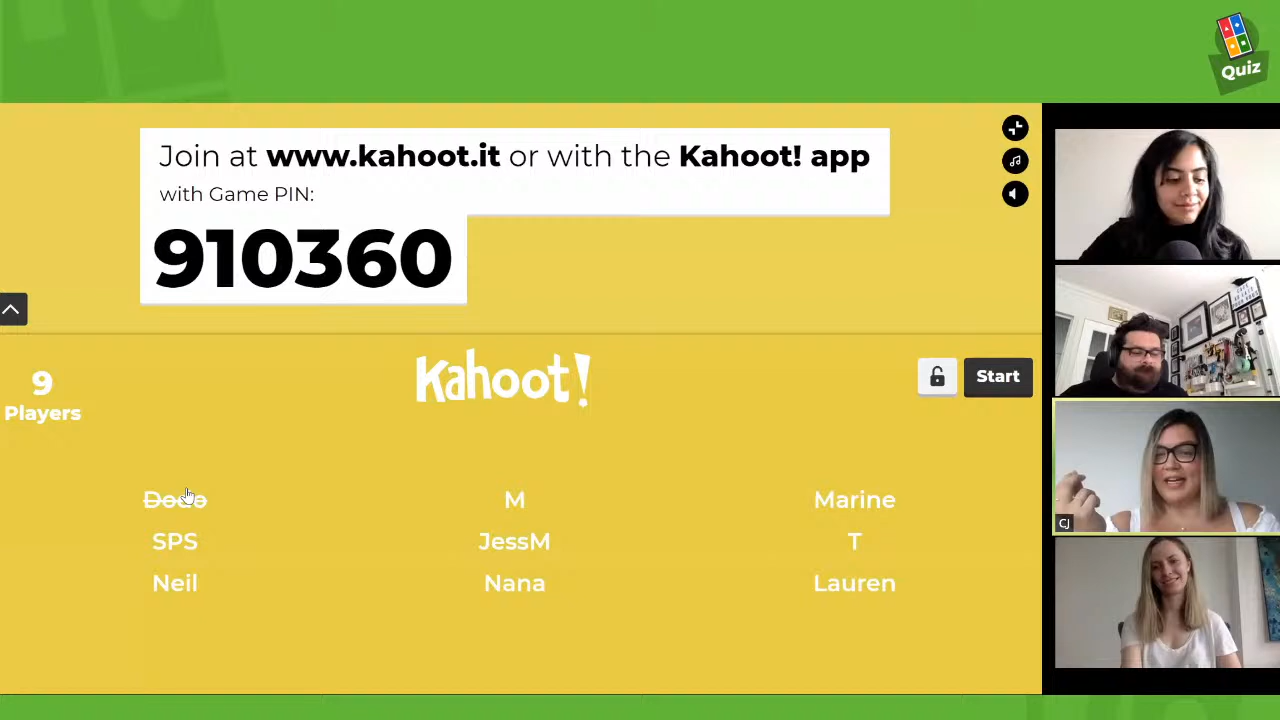 Quiz
Join at www.kahoot.it or with the Kahoot! app
with Game PIN:
910360
Kahoot!
9
Players
Start
Dodo M Marine
SPS JessM T
Neil Nana Lauren
CJ